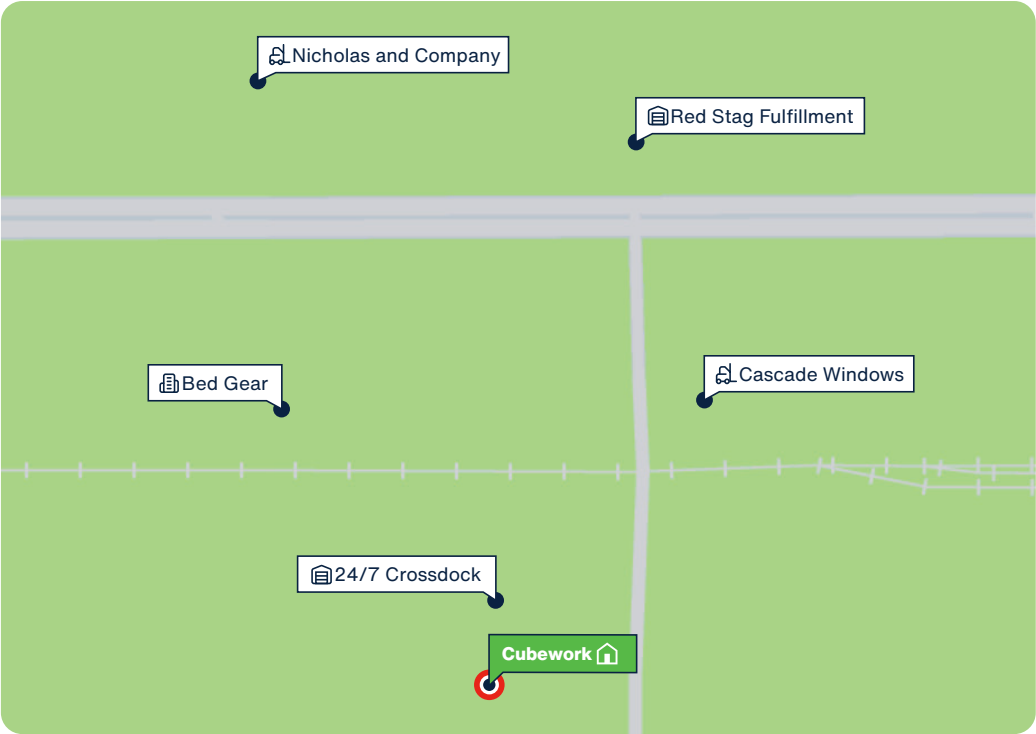 Nicholas and Company
Red Stag Fulfillment
Bed Gear
Cascade Windows
24/7 Crossdock
Cubework